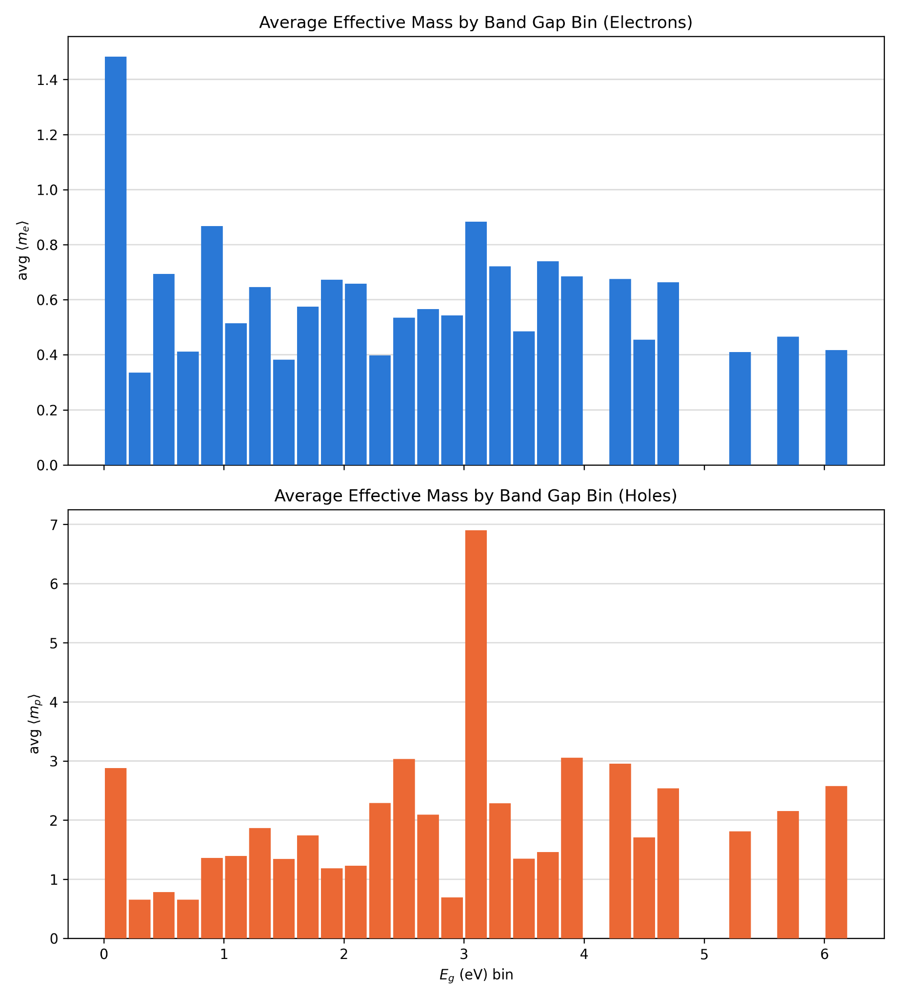 Average Effective Mass by Band Gap Bin (Electrons)
avg ⟨mₑ⟩
1.4
1.2
1.0
0.8
0.6
0.4
0.2
0.0
Average Effective Mass by Band Gap Bin (Holes)
avg ⟨mₚ⟩
7
6
5
4
3
2
1
0
0 1 2 3 4 5 6
E_g (eV) bin